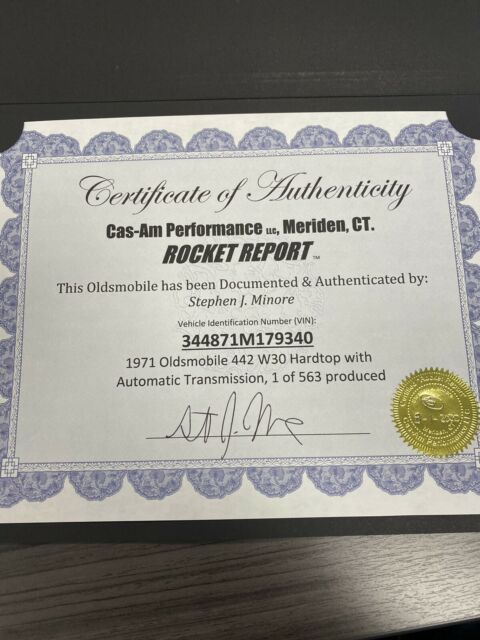 Certificate of Authenticity
Cas-Am Performance LLC, Meriden, CT.
ROCKET REPORT ™
This Oldsmobile has been Documented & Authenticated by:
Stephen J. Minore
Vehicle Identification Number (VIN):
344871M179340
1971 Oldsmobile 442 W30 Hardtop with
Automatic Transmission, 1 of 563 produced